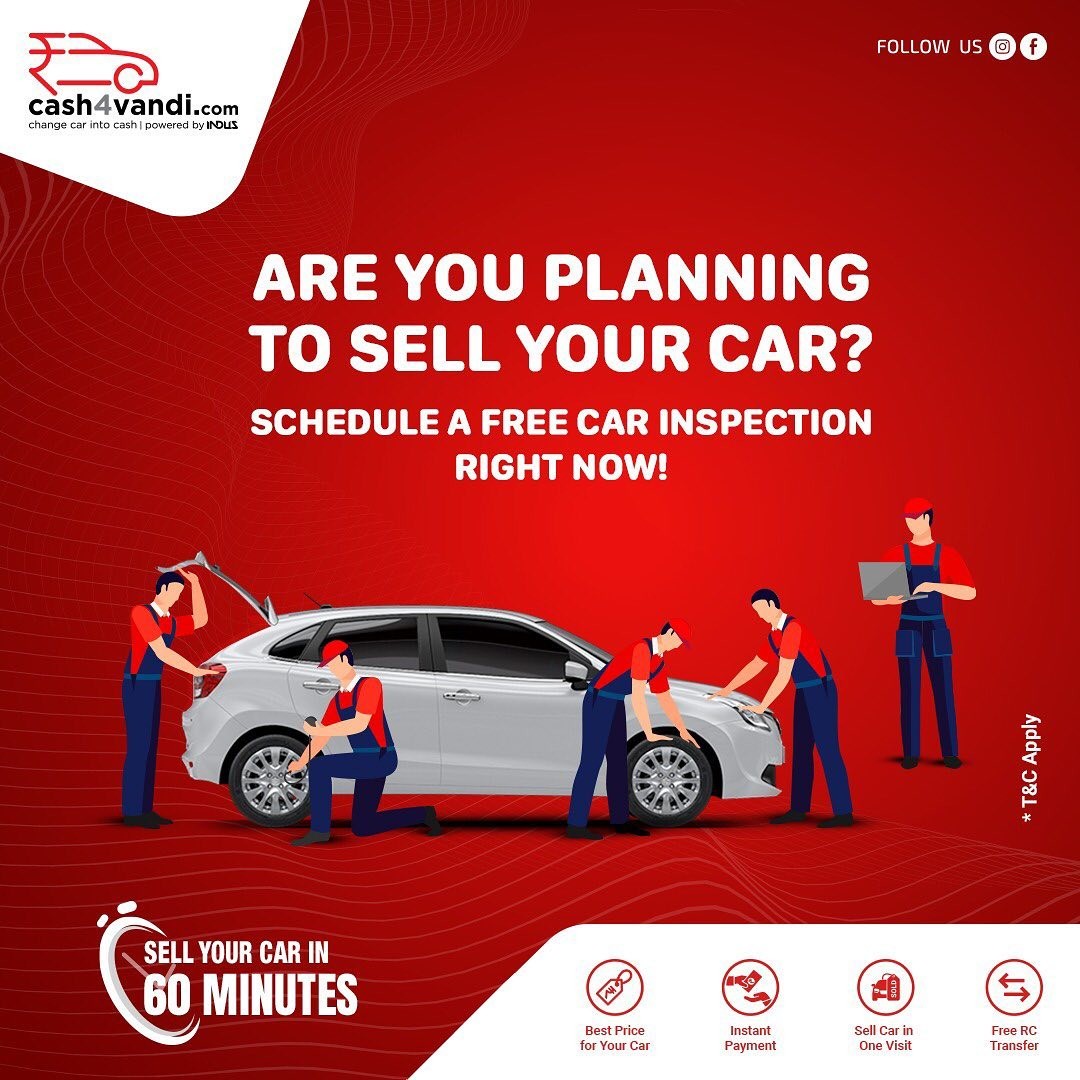 cash4vandi.com
change car into cash | powered by INDUS
FOLLOW US
ARE YOU PLANNING
TO SELL YOUR CAR?
SCHEDULE A FREE CAR INSPECTION
RIGHT NOW!
* T&C Apply
SELL YOUR CAR IN
60 MINUTES
SOLD
Best Price
for Your Car
Instant
Payment
Sell Car in
One Visit
Free RC
Transfer